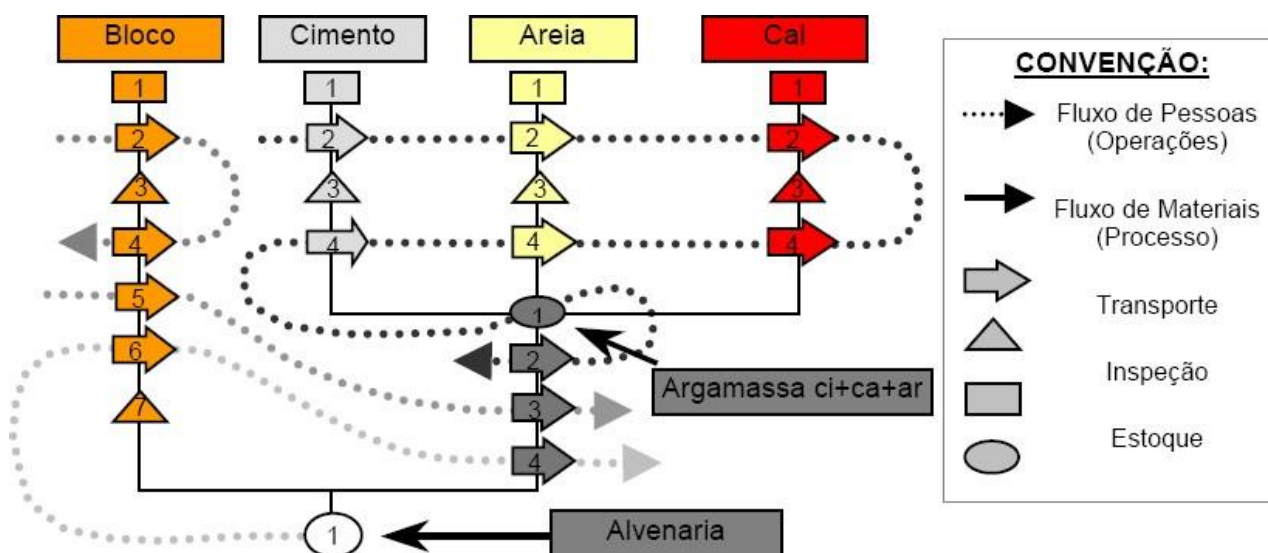 Bloco
Cimento
Areia
Cal
1
1
1
1
2
2
2
2
3
3
3
3
4
4
4
4
5
1
6
2
7
3
4
1
Argamassa ci+ca+ar
Alvenaria
CONVENÇÃO:
Fluxo de Pessoas
(Operações)
Fluxo de Materiais
(Processo)
Transporte
Inspeção
Estoque